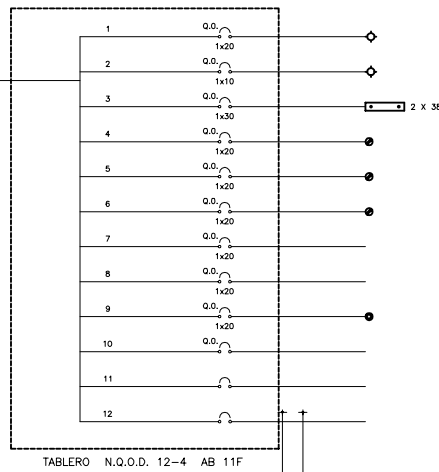 1 Q.O. 1x20
2 Q.O. 1x10
3 Q.O. 1x30 2 X 38
4 Q.O. 1x20
5 Q.O. 1x20
6 Q.O. 1x20
7 Q.O. 1x20
8 Q.O. 1x20
9 Q.O. 1x20
10 Q.O.
11
12
TABLERO N.Q.O.D. 12-4 AB 11F